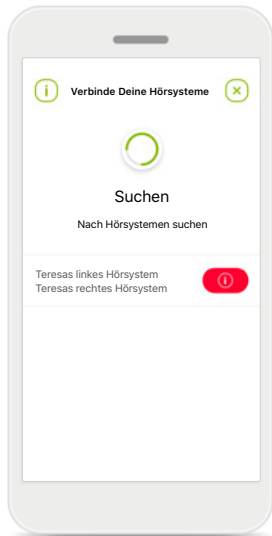 Verbinde Deine Hörsysteme
Suchen
Nach Hörsystemen suchen
Teresas linkes Hörsystem
Teresas rechtes Hörsystem